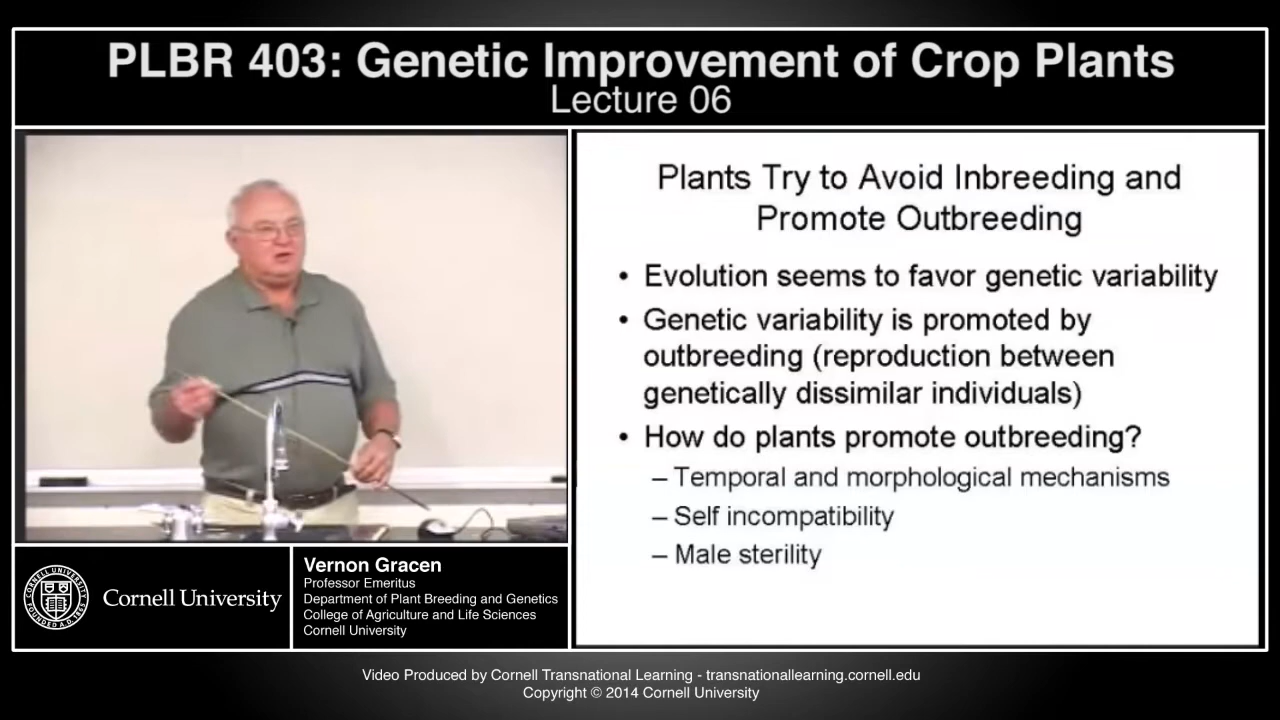 PLBR 403: Genetic Improvement of Crop Plants
Lecture 06
Plants Try to Avoid Inbreeding and
Promote Outbreeding
• Evolution seems to favor genetic variability
• Genetic variability is promoted by
outbreeding (reproduction between
genetically dissimilar individuals)
• How do plants promote outbreeding?
– Temporal and morphological mechanisms
– Self incompatibility
– Male sterility
Cornell University
Vernon Gracen
Professor Emeritus
Department of Plant Breeding and Genetics
College of Agriculture and Life Sciences
Cornell University
Video Produced by Cornell Transnational Learning - transnationallearning.cornell.edu
Copyright © 2014 Cornell University